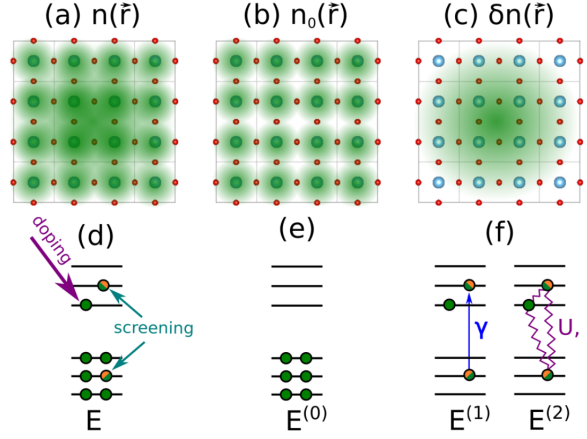 (a) n(r⃗)
(b) n₀(r⃗)
(c) δn(r⃗)
(d)
(e)
(f)
doping
screening
γ
U,
E
E⁽⁰⁾
E⁽¹⁾
E⁽²⁾